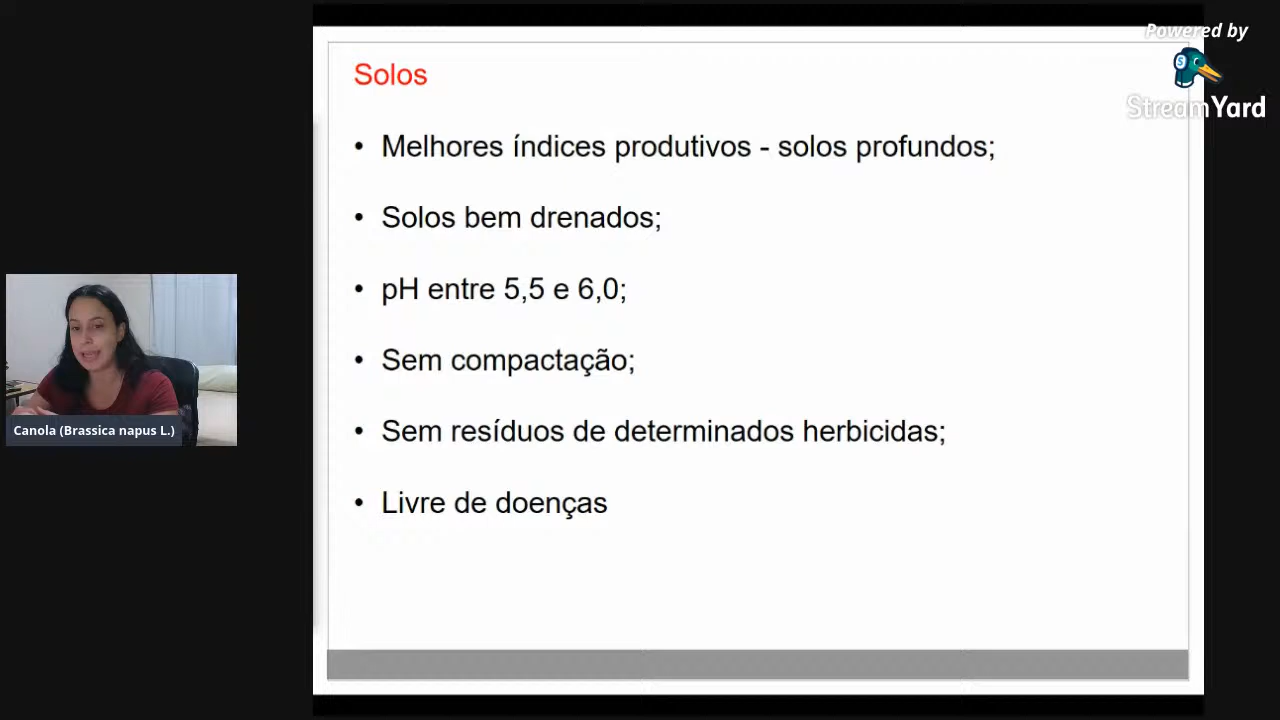 Powered by
StreamYard
Solos
• Melhores índices produtivos - solos profundos;
• Solos bem drenados;
• pH entre 5,5 e 6,0;
• Sem compactação;
• Sem resíduos de determinados herbicidas;
• Livre de doenças
Canola (Brassica napus L.)